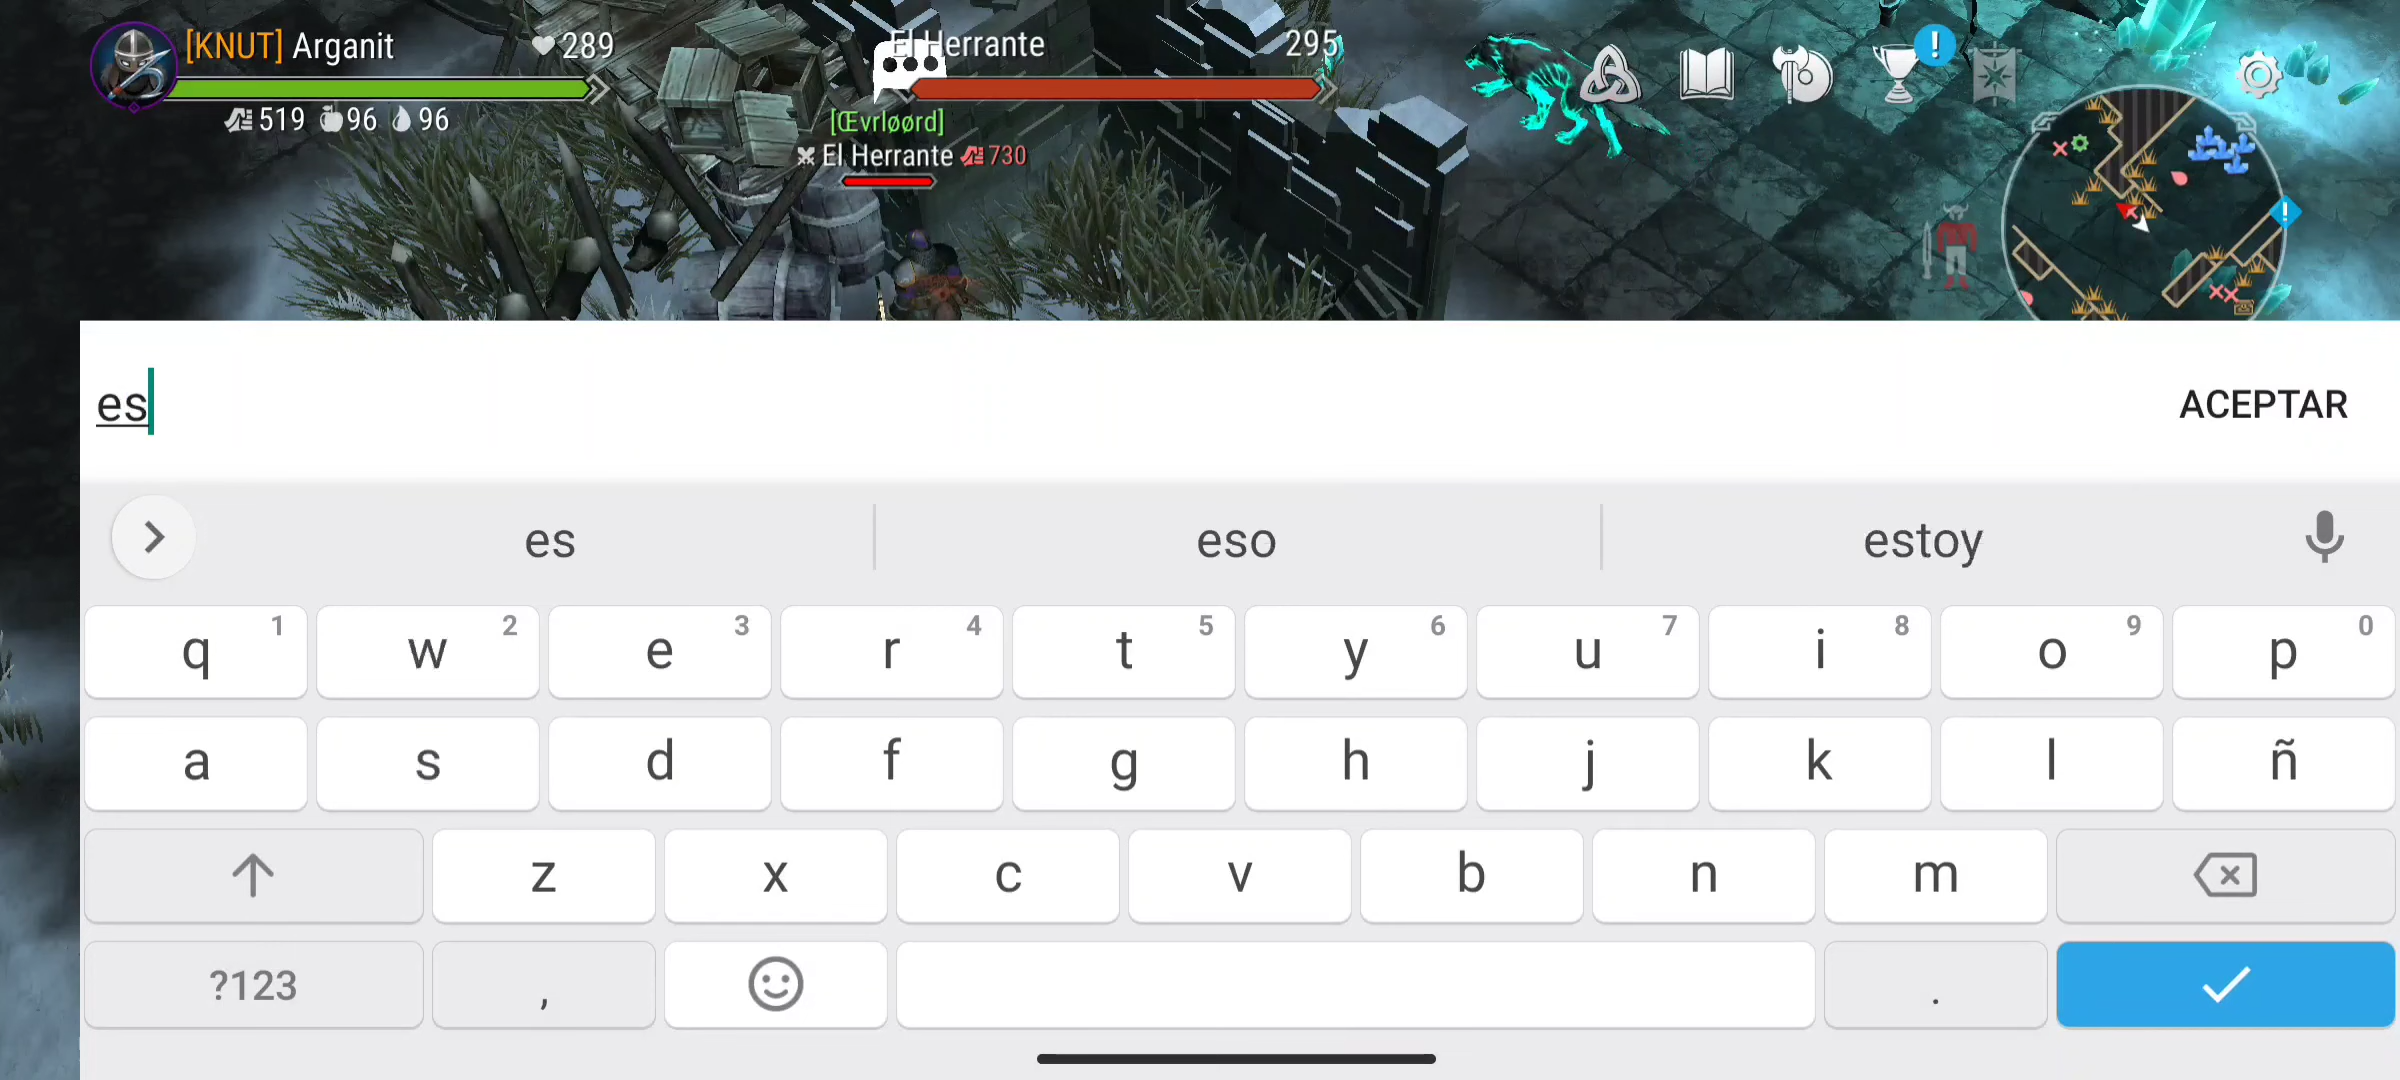 [KNUT] Arganit 289
El Herrante 295
519 96 96
[Œvrløørd]
El Herrante 730
es
ACEPTAR
es eso estoy
q 1 w 2 e 3 r 4 t 5 y 6 u 7 i 8 o 9 p 0
a s d f g h j k l ñ
z x c v b n m
?123 , .